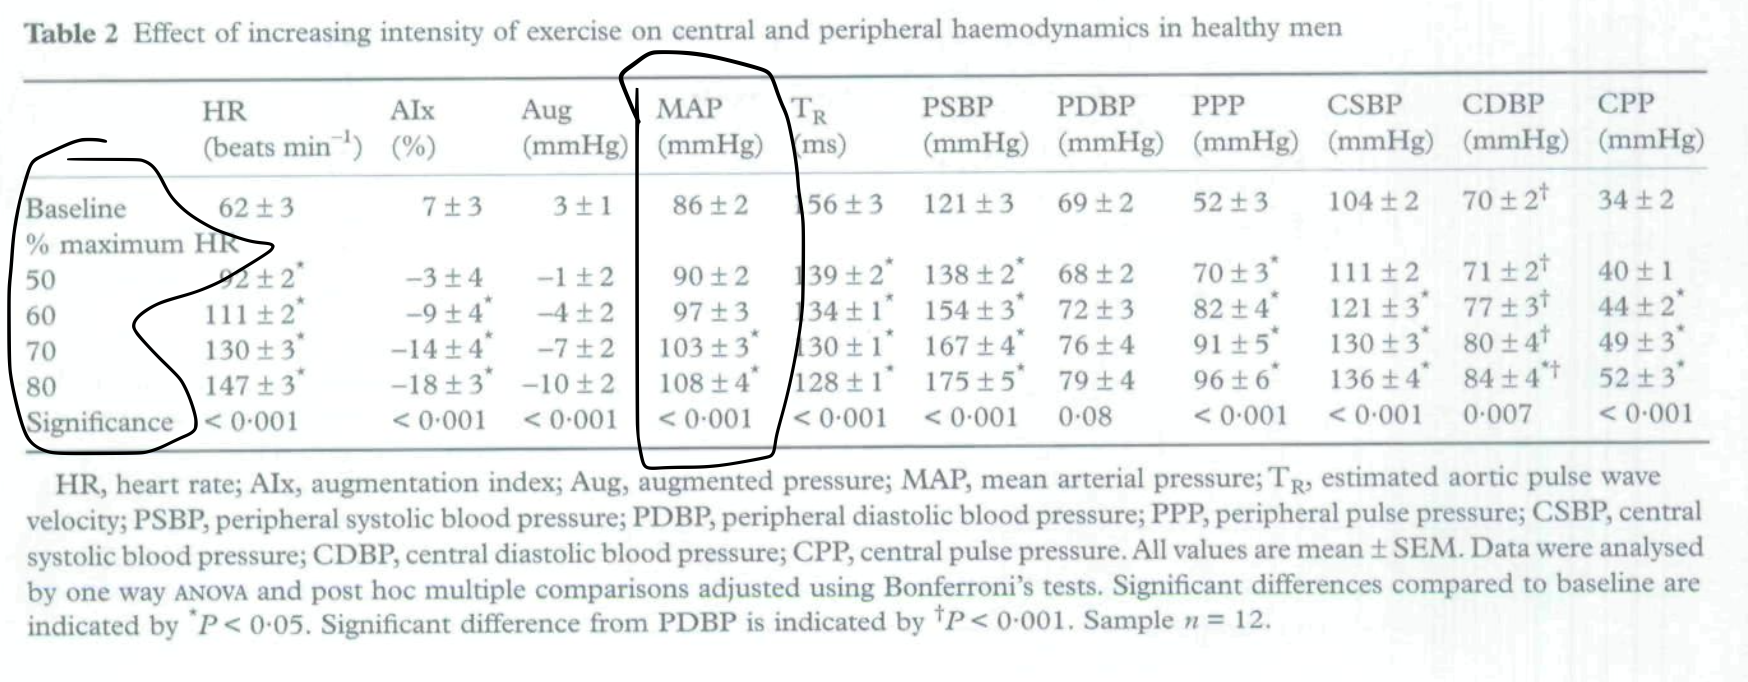 Table 2 Effect of increasing intensity of exercise on central and peripheral haemodynamics in healthy men
HR AIx Aug MAP TR PSBP PDBP PPP CSBP CDBP CPP
(beats min⁻¹) (%) (mmHg) (mmHg) (ms) (mmHg) (mmHg) (mmHg) (mmHg) (mmHg) (mmHg)
Baseline 62 ± 3 7 ± 3 3 ± 1 86 ± 2 156 ± 3 121 ± 3 69 ± 2 52 ± 3 104 ± 2 70 ± 2† 34 ± 2
% maximum HR
50 92 ± 2* −3 ± 4 −1 ± 2 90 ± 2 139 ± 2* 138 ± 2* 68 ± 2 70 ± 3* 111 ± 2 71 ± 2† 40 ± 1
60 111 ± 2* −9 ± 4* −4 ± 2 97 ± 3 134 ± 1* 154 ± 3* 72 ± 3 82 ± 4* 121 ± 3* 77 ± 3† 44 ± 2*
70 130 ± 3* −14 ± 4* −7 ± 2 103 ± 3* 130 ± 1* 167 ± 4* 76 ± 4 91 ± 5* 130 ± 3* 80 ± 4† 49 ± 3*
80 147 ± 3* −18 ± 3* −10 ± 2 108 ± 4* 128 ± 1* 175 ± 5* 79 ± 4 96 ± 6* 136 ± 4* 84 ± 4*† 52 ± 3*
Significance < 0·001 < 0·001 < 0·001 < 0·001 < 0·001 < 0·001 0·08 < 0·001 < 0·001 0·007 < 0·001
HR, heart rate; AIx, augmentation index; Aug, augmented pressure; MAP, mean arterial pressure; TR, estimated aortic pulse wave
velocity; PSBP, peripheral systolic blood pressure; PDBP, peripheral diastolic blood pressure; PPP, peripheral pulse pressure; CSBP, central
systolic blood pressure; CDBP, central diastolic blood pressure; CPP, central pulse pressure. All values are mean ± SEM. Data were analysed
by one way ANOVA and post hoc multiple comparisons adjusted using Bonferroni's tests. Significant differences compared to baseline are
indicated by *P < 0·05. Significant difference from PDBP is indicated by †P < 0·001. Sample n = 12.